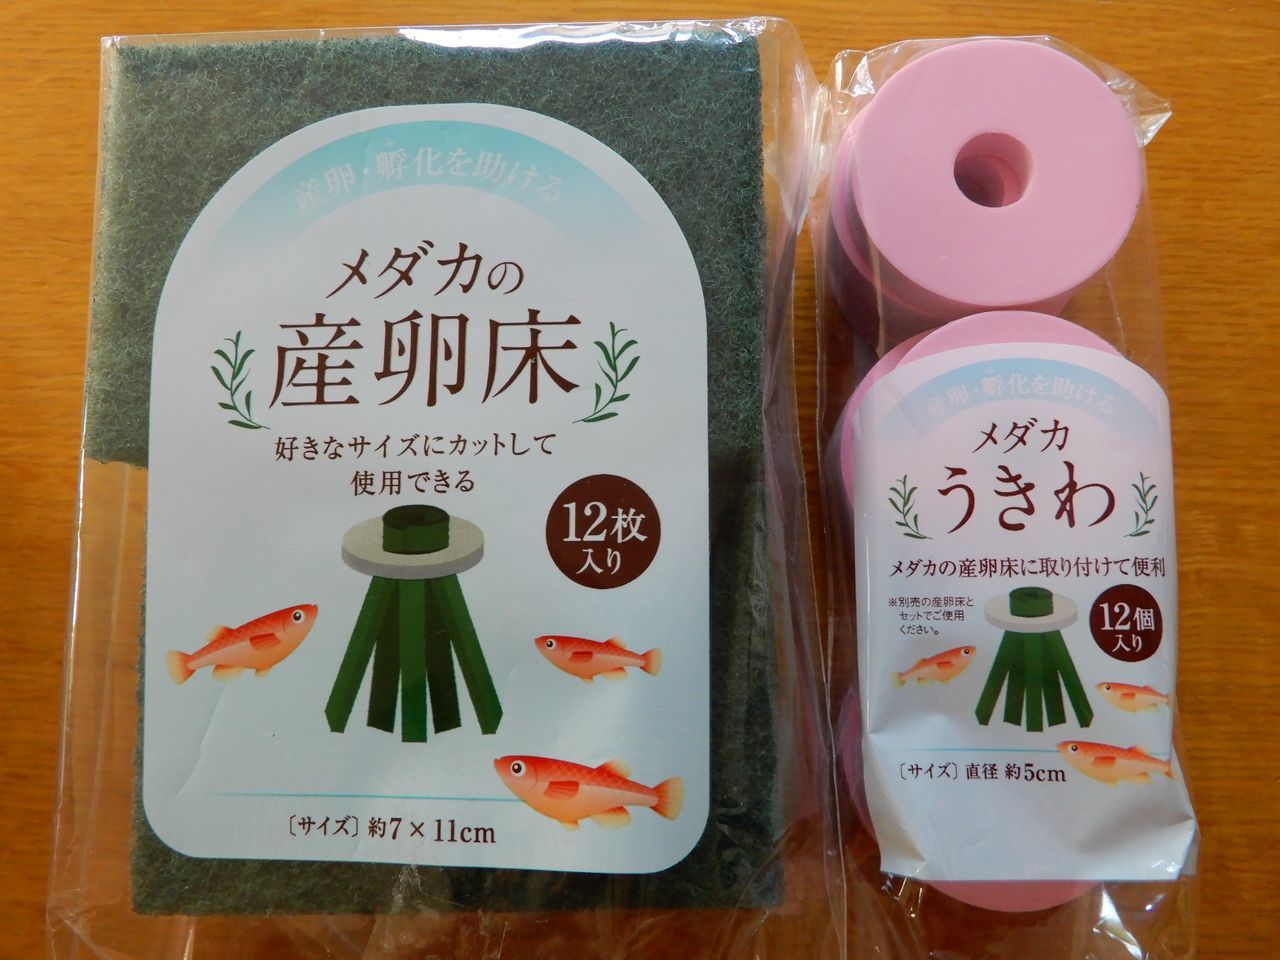 産卵・孵化を助ける
メダカの
産卵床
好きなサイズにカットして
使用できる
12枚
入り
〔サイズ〕約7×11cm
産卵・孵化を助ける
メダカ
うきわ
メダカの産卵床に取り付けて便利
※別売の産卵床と
セットでご使用
ください。
12個
入り
〔サイズ〕直径 約5cm